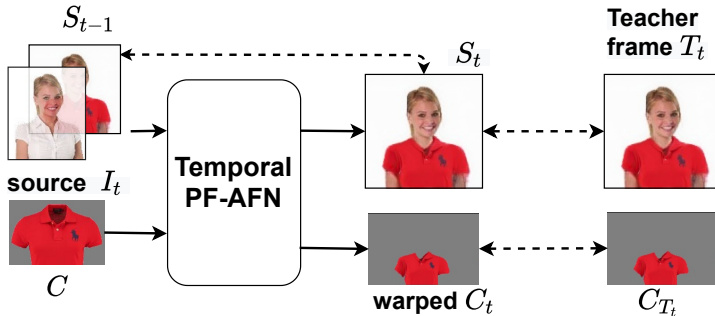 S_{t-1}
S_t
Teacher
frame T_t
Temporal
PF-AFN
source I_t
C
warped C_t
C_{T_t}